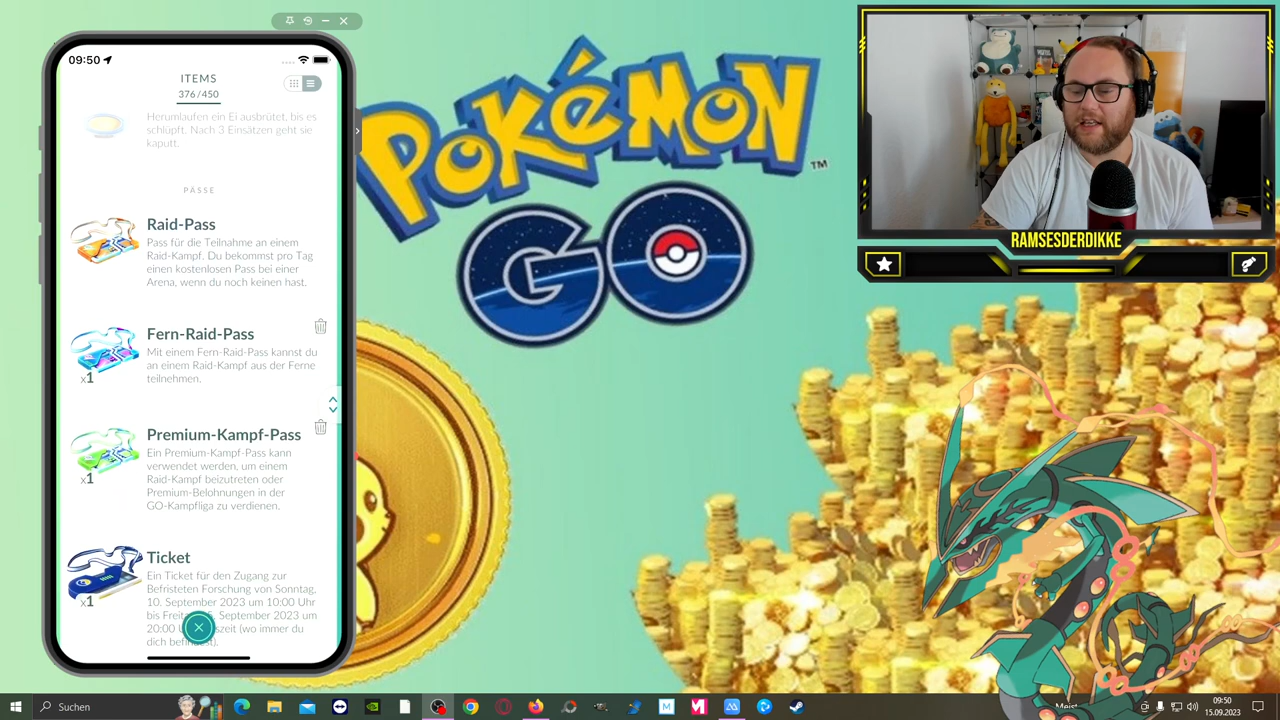 09:50
ITEMS
376/450
Herumlaufen ein Ei ausbrütet, bis es
schlüpft. Nach 3 Einsätzen geht sie
kaputt.
PÄSSE
Raid-Pass
Pass für die Teilnahme an einem
Raid-Kampf. Du bekommst pro Tag
einen kostenlosen Pass bei einer
Arena, wenn du noch keinen hast.
Fern-Raid-Pass
Mit einem Fern-Raid-Pass kannst du
an einem Raid-Kampf aus der Ferne
teilnehmen.
x1
Premium-Kampf-Pass
Ein Premium-Kampf-Pass kann
verwendet werden, um einem
Raid-Kampf beizutreten oder
Premium-Belohnungen in der
GO-Kampfliga zu verdienen.
x1
Ticket
Ein Ticket für den Zugang zur
Befristeten Forschung von Sonntag,
10. September 2023 um 10:00 Uhr
bis September 2023 um
20:00 (wo immer du
dich
x1
POKÉMON
TM
GO
RAMSESDERDIKKE
Suchen
09:50
15.09.2023